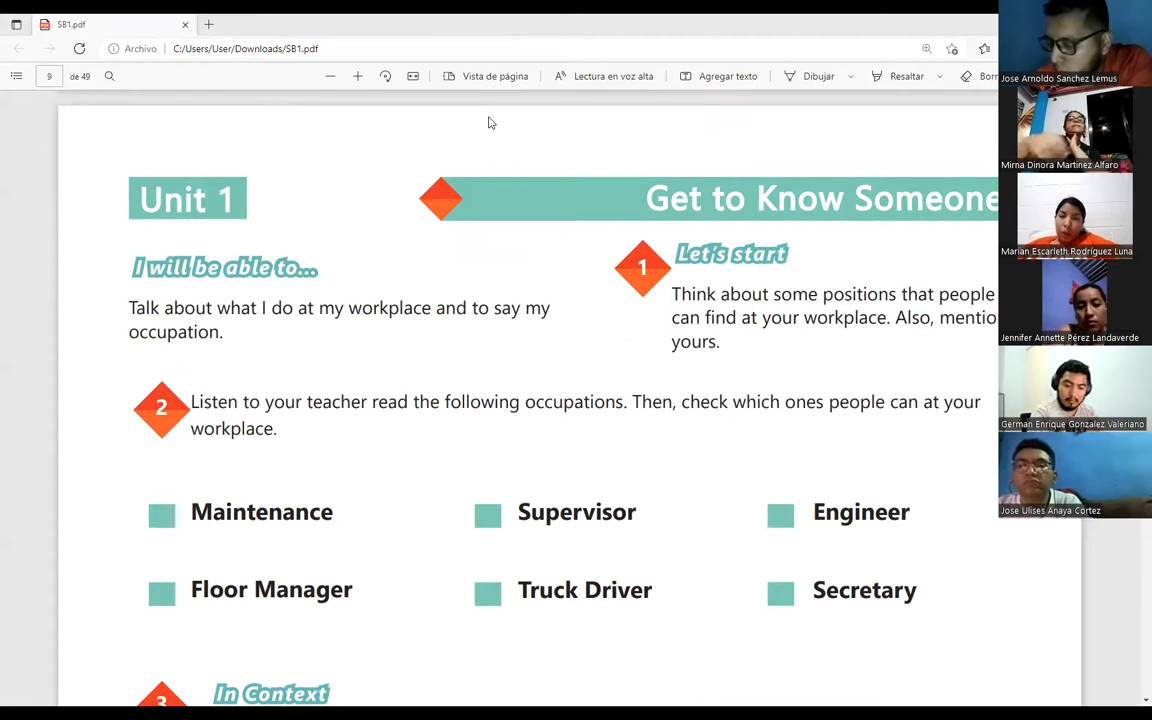 SB1.pdf
Archivo
C:/Users/User/Downloads/SB1.pdf
9
de 49
Vista de página
Lectura en voz alta
Agregar texto
Dibujar
Resaltar
Borr
Unit 1
Get to Know Someone
I will be able to...
Talk about what I do at my workplace and to say my
occupation.
1
Let's start
Think about some positions that people
can find at your workplace. Also, mentio
yours.
2
Listen to your teacher read the following occupations. Then, check which ones people can at your
workplace.
Maintenance
Supervisor
Engineer
Floor Manager
Truck Driver
Secretary
3
In Context
Jose Arnoldo Sanchez Lemus
Mirna Dinora Martinez Alfaro
Marian Escarleth Rodríguez Luna
Jennifer Annette Pérez Landaverde
German Enrique Gonzalez Valeriano
Jose Ulises Anaya Cortez